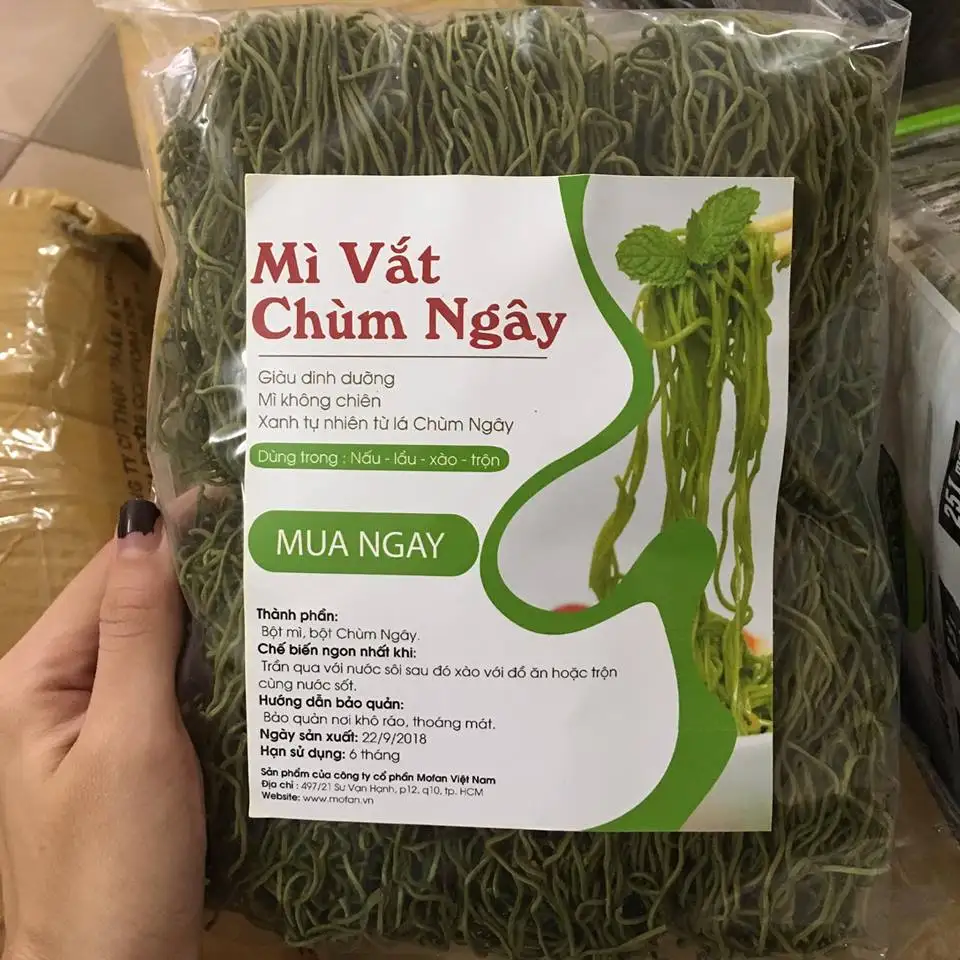 Mì Vắt
Chùm Ngây
Giàu dinh dưỡng
Mì không chiên
Xanh tự nhiên từ lá Chùm Ngây
Dùng trong : Nấu - lẩu - xào - trộn
MUA NGAY
Thành phần:
Bột mì, bột Chùm Ngây.
Chế biến ngon nhất khi:
Trần qua với nước sôi sau đó xào với đồ ăn hoặc trộn
cùng nước sốt.
Hướng dẫn bảo quản:
Bảo quản nơi khô ráo, thoáng mát.
Ngày sản xuất: 22/9/2018
Hạn sử dụng: 6 tháng
Sản phẩm của công ty cổ phần Mofan Việt Nam
Địa chỉ : 497/21 Sư Vạn Hạnh, p12, q10, tp. HCM
Website: www.mofan.vn